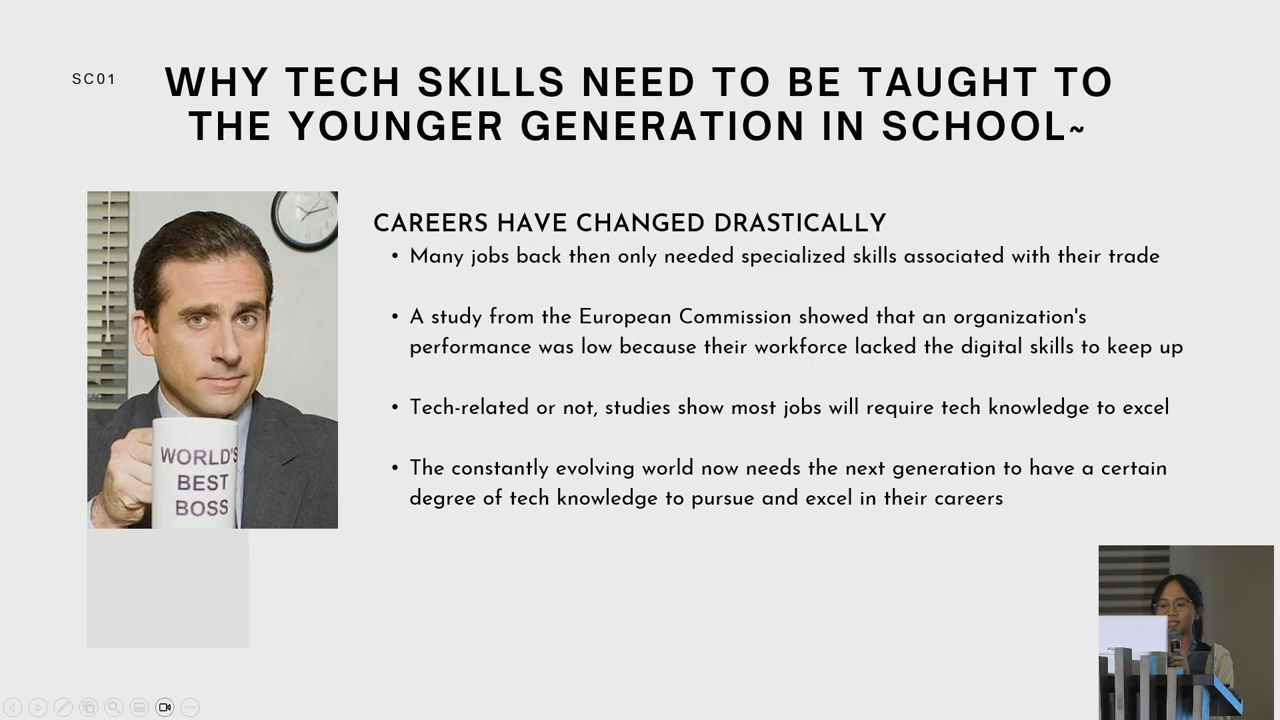 SC01
WHY TECH SKILLS NEED TO BE TAUGHT TO
THE YOUNGER GENERATION IN SCHOOL~
CAREERS HAVE CHANGED DRASTICALLY
• Many jobs back then only needed specialized skills associated with their trade
• A study from the European Commission showed that an organization's
performance was low because their workforce lacked the digital skills to keep up
• Tech-related or not, studies show most jobs will require tech knowledge to excel
• The constantly evolving world now needs the next generation to have a certain
degree of tech knowledge to pursue and excel in their careers
WORLD'S
BEST
BOSS